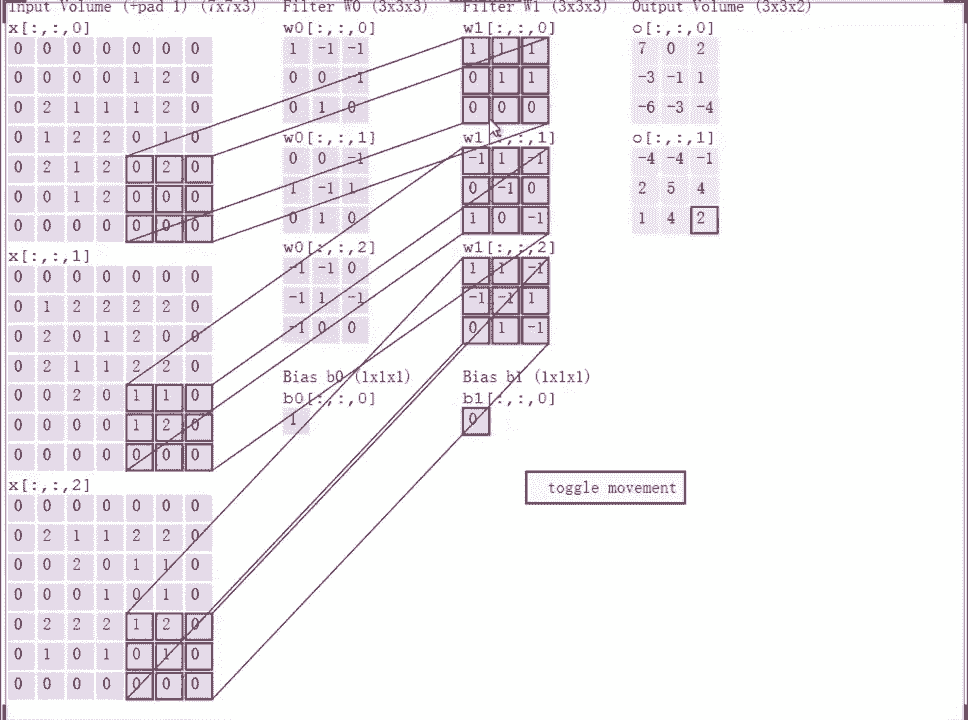 Input Volume (+pad 1) (7x7x3)
x[:,:,0]
0 0 0 0 0 0 0
0 0 0 0 1 2 0
0 2 1 1 1 2 0
0 1 2 2 0 1 0
0 2 1 2 0 2 0
0 0 1 2 0 0 0
0 0 0 0 0 0 0
x[:,:,1]
0 0 0 0 0 0 0
0 1 2 2 2 2 0
0 2 0 1 2 0 0
0 2 1 1 2 2 0
0 0 2 0 1 1 0
0 0 0 0 1 2 0
0 0 0 0 0 0 0
x[:,:,2]
0 0 0 0 0 0 0
0 2 1 1 2 2 0
0 0 2 0 1 1 0
0 0 0 1 0 1 0
0 2 2 2 1 2 0
0 1 0 1 0 1 0
0 0 0 0 0 0 0
Filter W0 (3x3x3)
w0[:,:,0]
1 -1 -1
0 0 -1
0 1 0
w0[:,:,1]
0 0 -1
1 -1 1
0 1 0
w0[:,:,2]
-1 -1 0
-1 1 -1
-1 0 0
Bias b0 (1x1x1)
b0[:,:,0]
1
Filter W1 (3x3x3)
w1[:,:,0]
1 1 1
0 1 1
0 0 0
w1[:,:,1]
-1 1 -1
0 -1 0
1 0 -1
w1[:,:,2]
1 1 -1
-1 -1 1
0 1 -1
Bias b1 (1x1x1)
b1[:,:,0]
0
Output Volume (3x3x2)
o[:,:,0]
7 0 2
-3 -1 1
-6 -3 -4
o[:,:,1]
-4 -4 -1
2 5 4
1 4 2
toggle movement